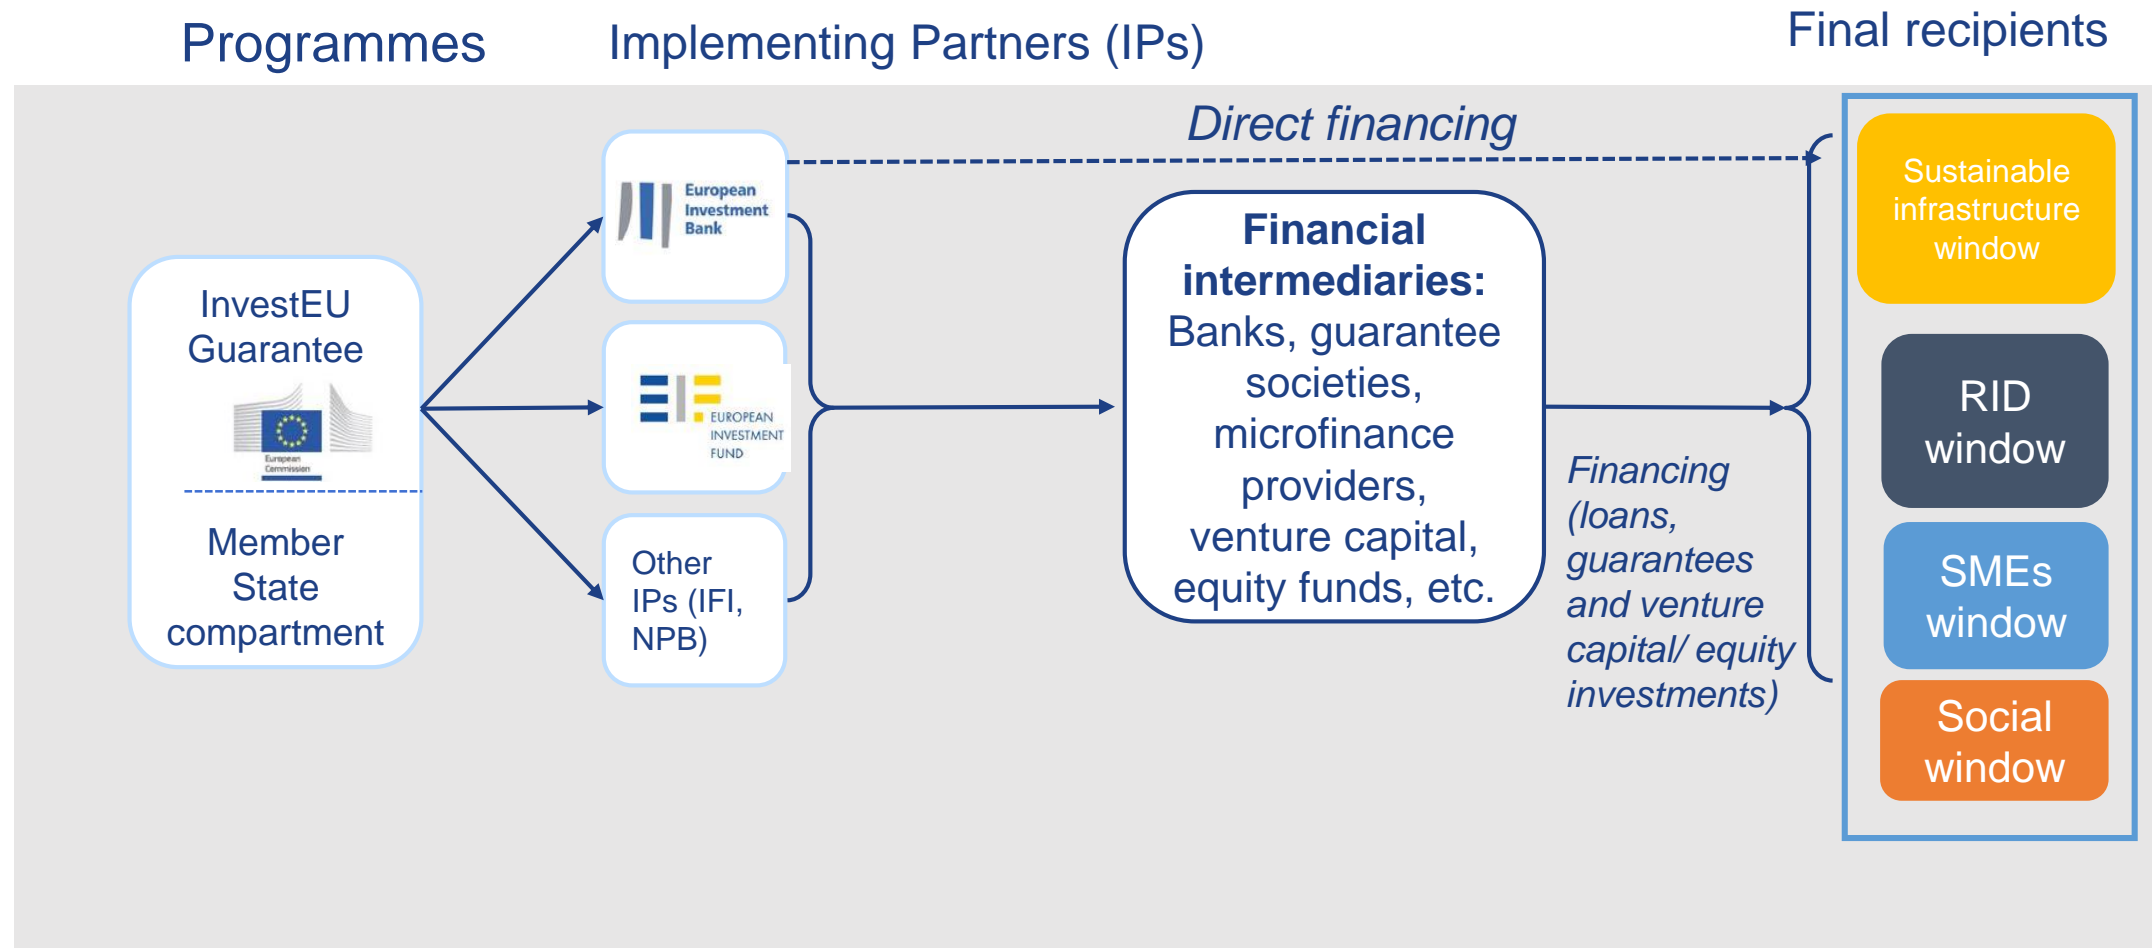 Programmes
Implementing Partners (IPs)
Final recipients
InvestEU
Guarantee
European
Commission
Member
State
compartment
European
Investment
Bank
EIF
EUROPEAN
INVESTMENT
FUND
Other
IPs (IFI,
NPB)
Direct financing
Financial
intermediaries:
Banks, guarantee
societies,
microfinance
providers,
venture capital,
equity funds, etc.
Financing
(loans,
guarantees
and venture
capital/ equity
investments)
Sustainable
infrastructure
window
RID
window
SMEs
window
Social
window